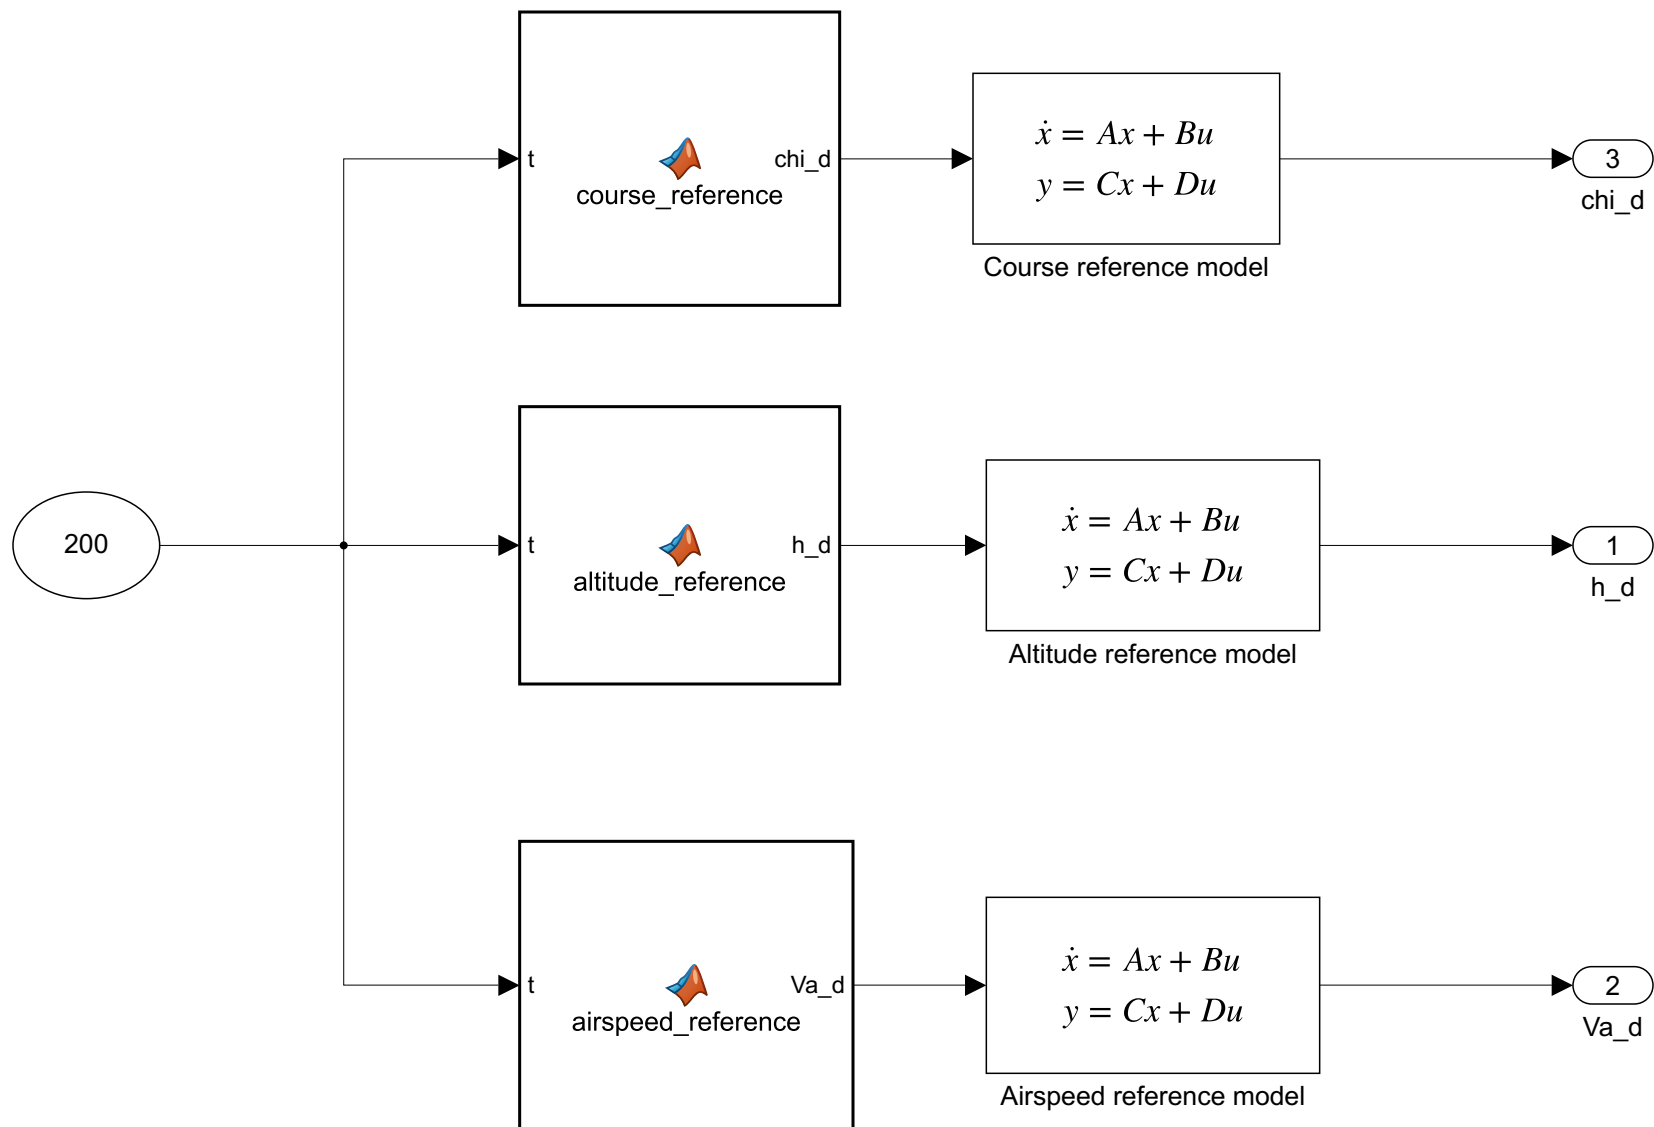 t
course_reference
chi_d
ẋ = Ax + Bu
y = Cx + Du
Course reference model
3
chi_d
200
t
altitude_reference
h_d
ẋ = Ax + Bu
y = Cx + Du
Altitude reference model
1
h_d
t
airspeed_reference
Va_d
ẋ = Ax + Bu
y = Cx + Du
Airspeed reference model
2
Va_d